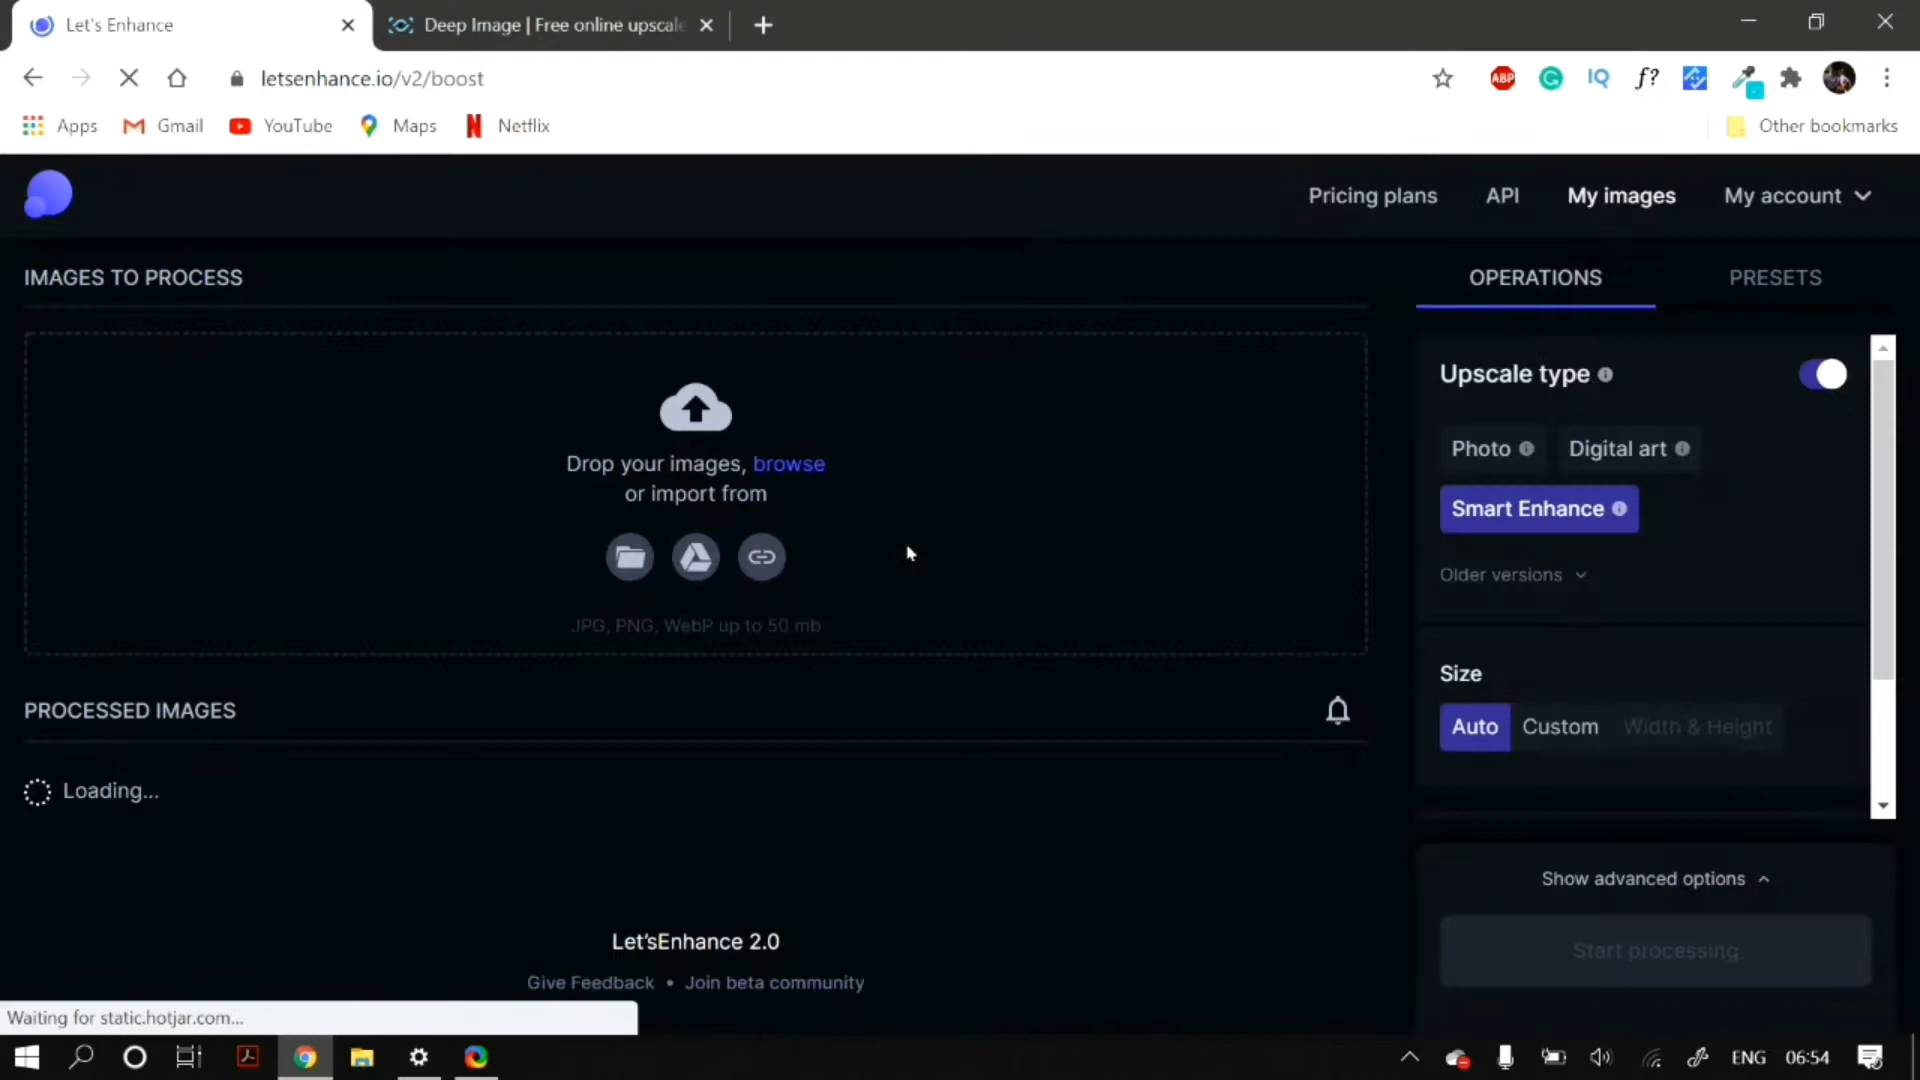 Let's Enhance
Deep Image | Free online upscale
letsenhance.io/v2/boost
ABP
IQ
f?
Apps
Gmail
YouTube
Maps
Netflix
Other bookmarks
Pricing plans
API
My images
My account
IMAGES TO PROCESS
OPERATIONS
PRESETS
Drop your images, browse
or import from
JPG, PNG, WebP up to 50 mb
Upscale type
Photo
Digital art
Smart Enhance
Older versions
Size
Auto
Custom
Width & Height
PROCESSED IMAGES
Loading...
Show advanced options
Start processing
Let'sEnhance 2.0
Give Feedback • Join beta community
Waiting for static.hotjar.com...
ENG
06:54